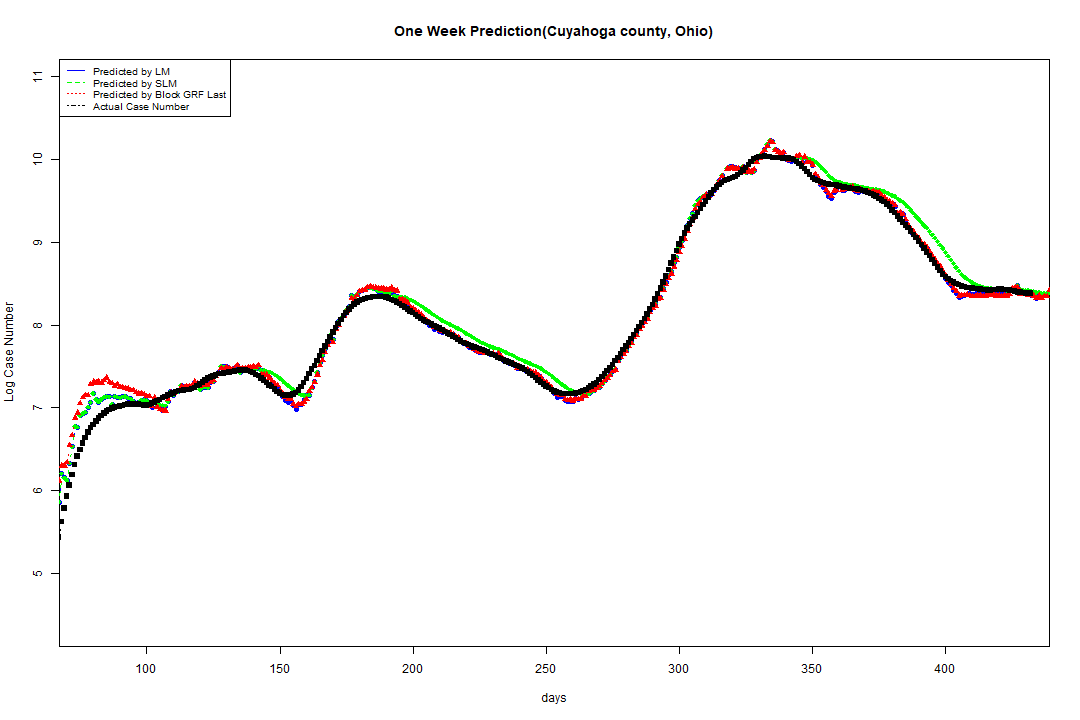 One Week Prediction(Cuyahoga county, Ohio)
Predicted by LM
Predicted by SLM
Predicted by Block GRF Last
Actual Case Number
11
10
9
8
7
6
5
Log Case Number
100 150 200 250 300 350 400
days